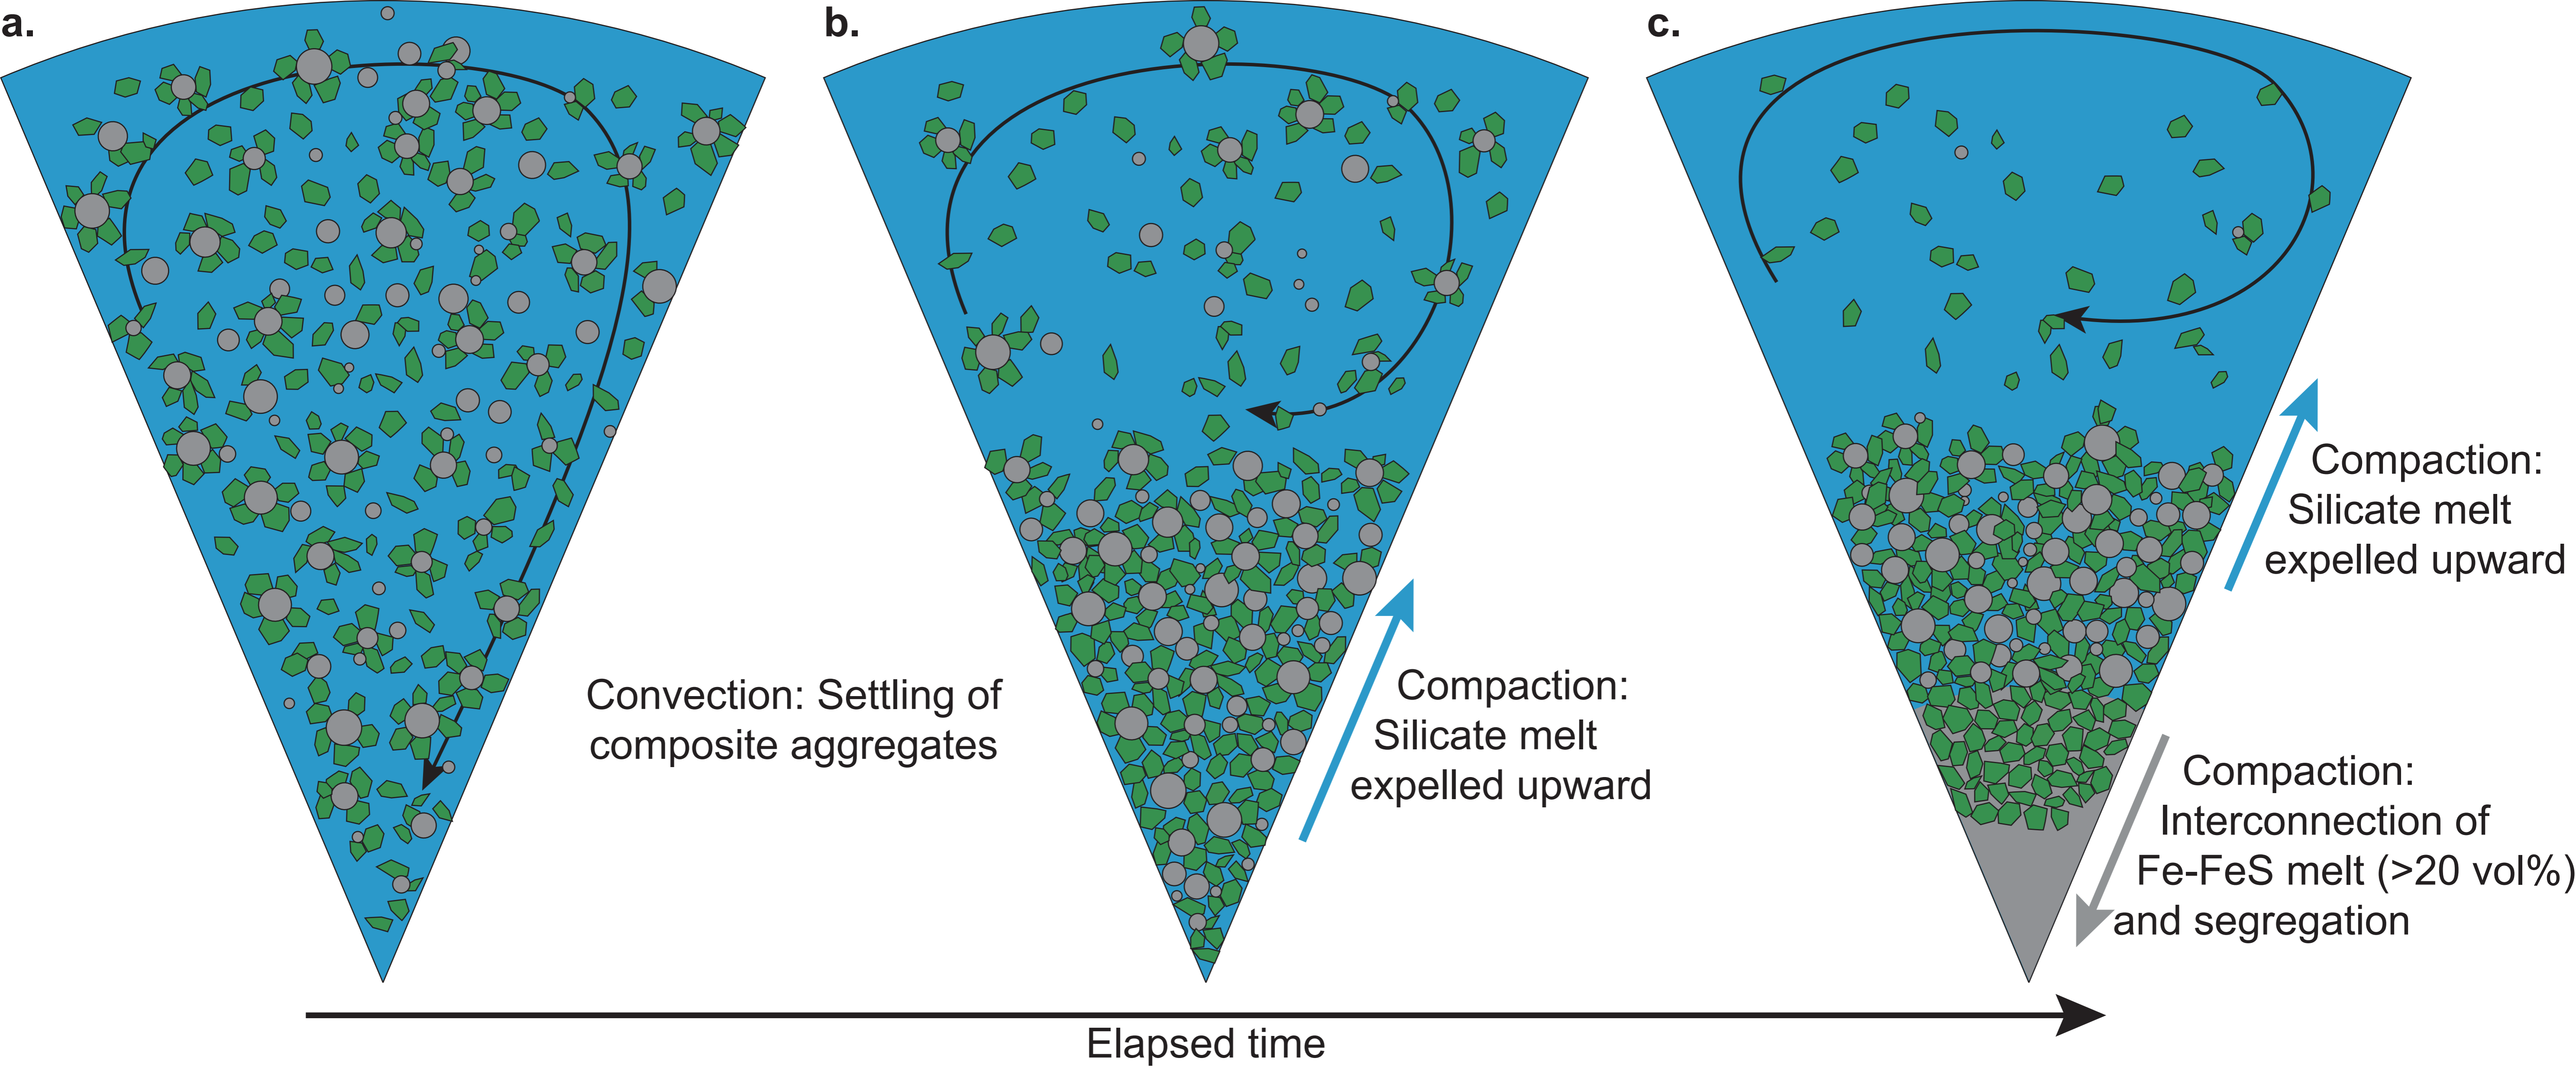 a.
b.
c.
Convection: Settling of
composite aggregates
Compaction:
Silicate melt
expelled upward
Compaction:
Silicate melt
expelled upward
Compaction:
Interconnection of
Fe-FeS melt (>20 vol%)
and segregation
Elapsed time